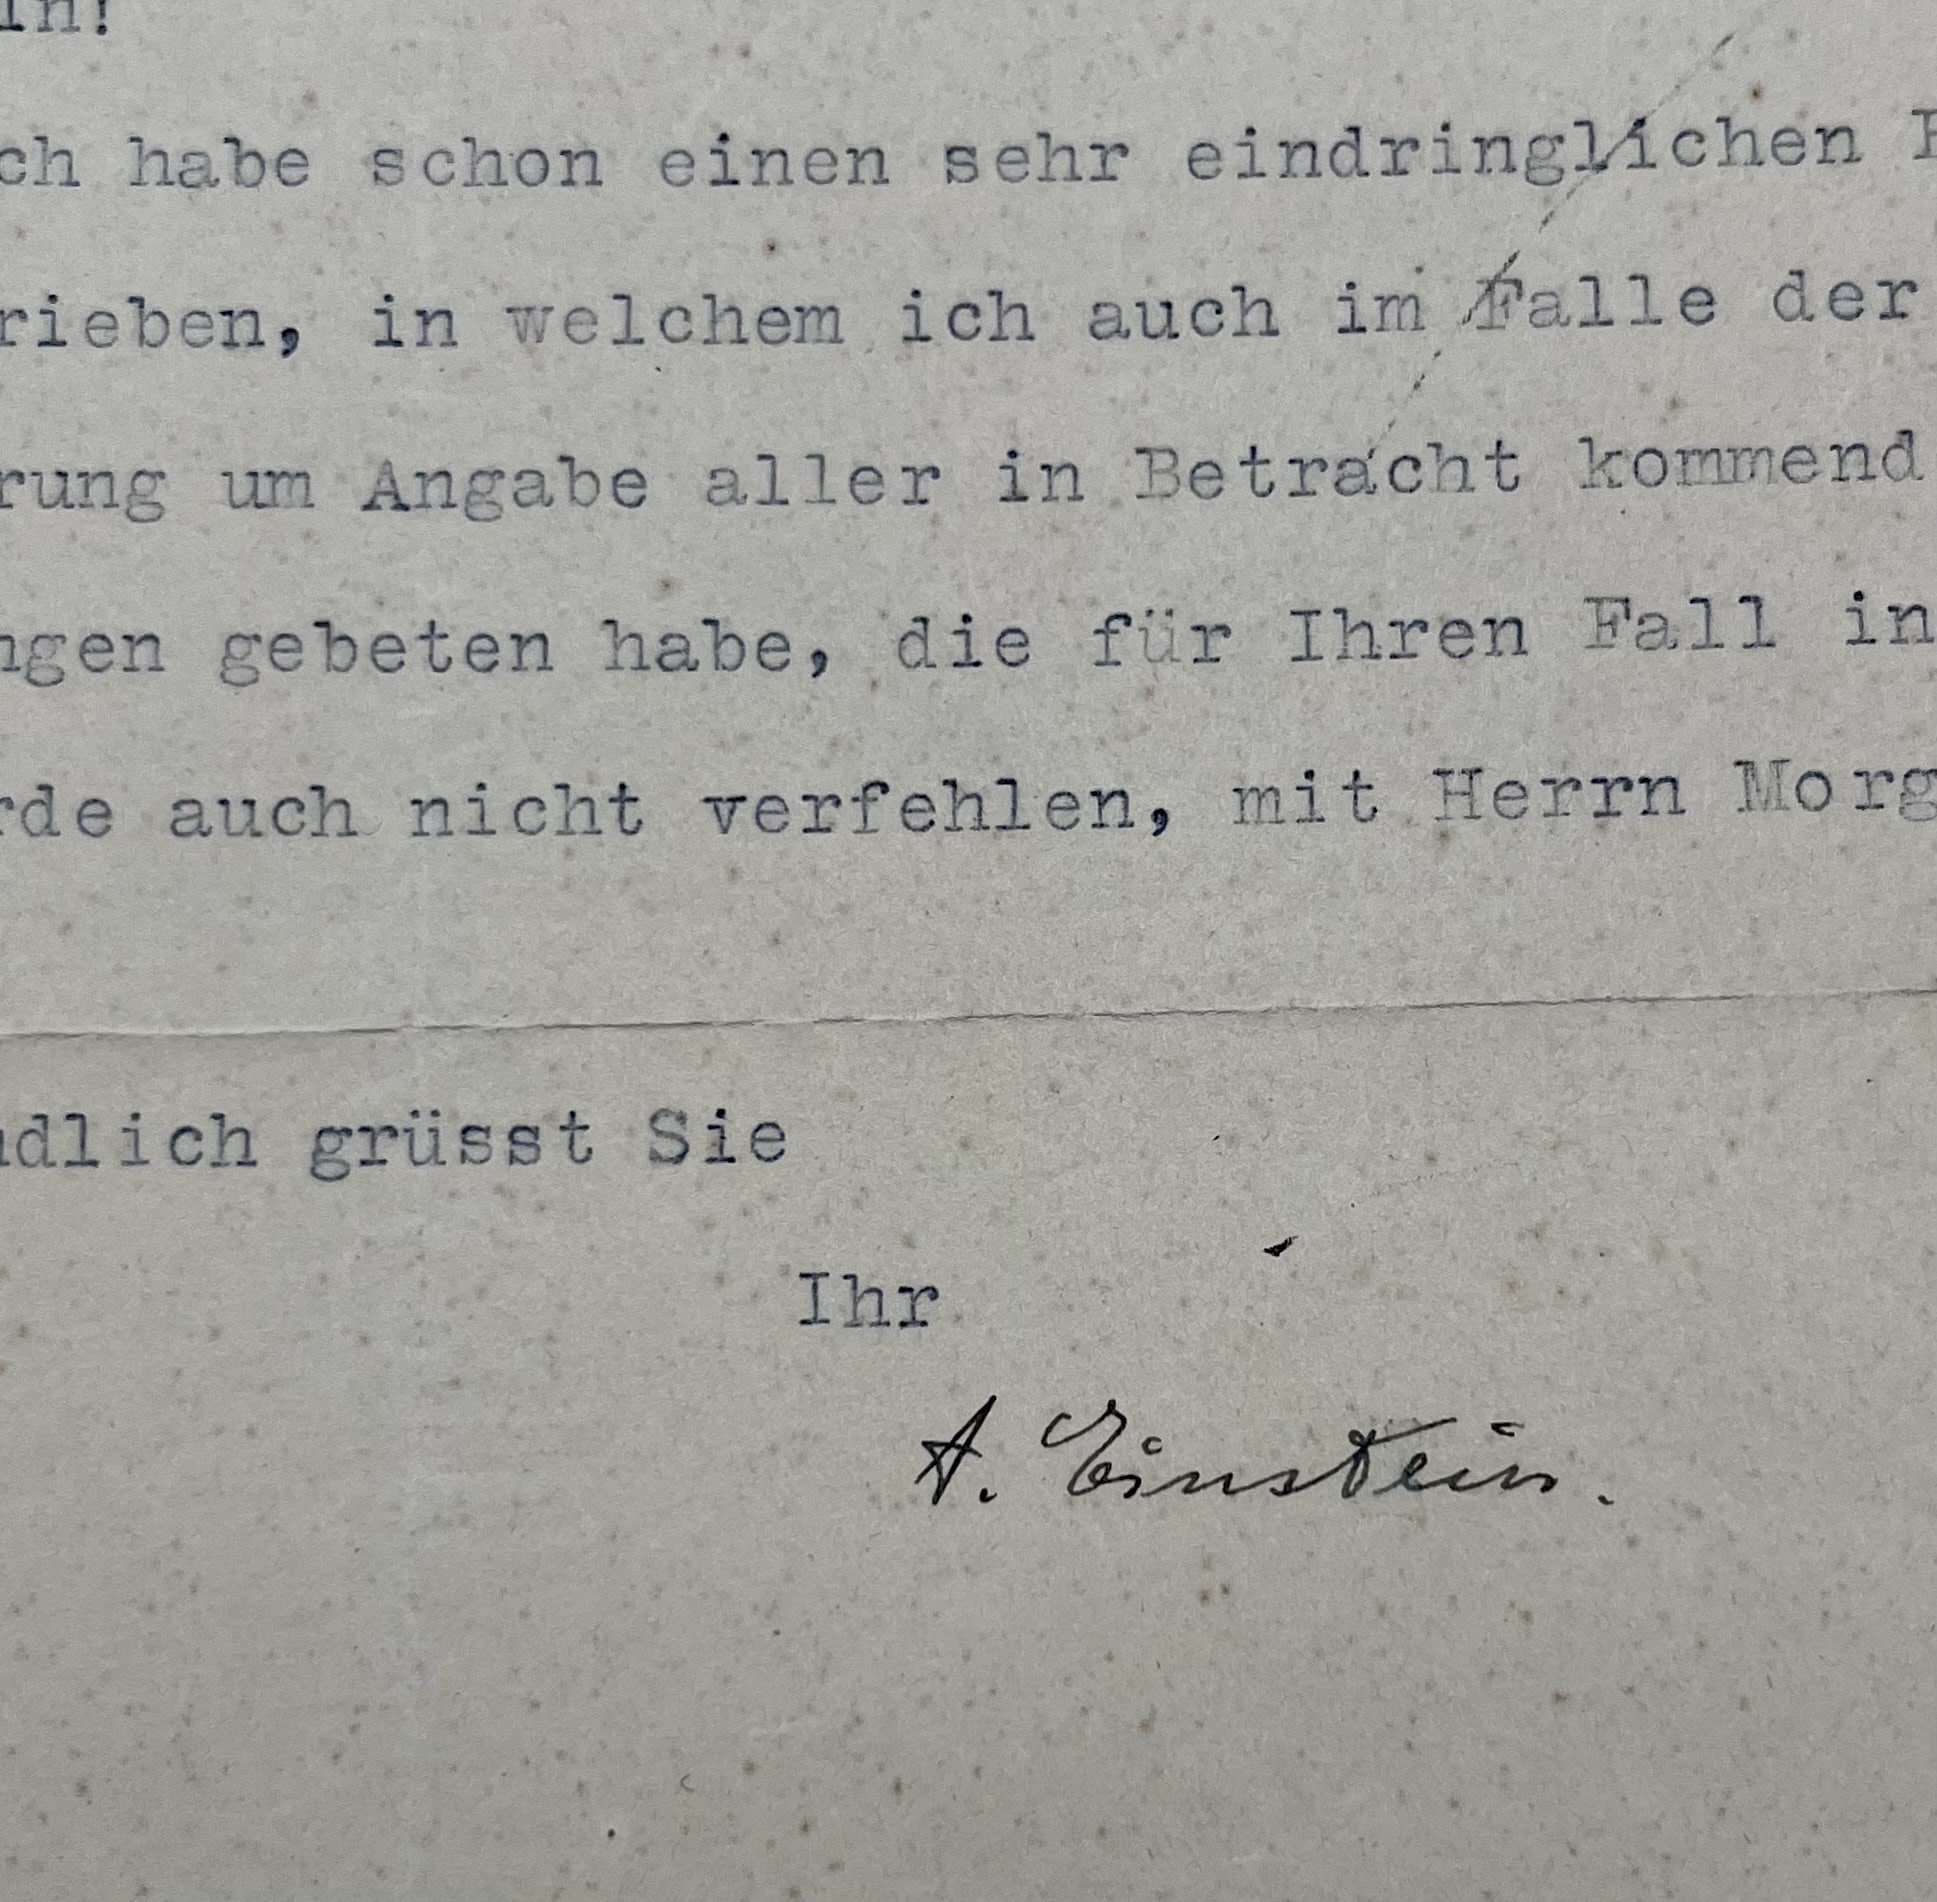 in!
ch habe schon einen sehr eindringlichen
rieben, in welchem ich auch im Falle der
rung um Angabe aller in Betracht kommend
ngen gebeten habe, die für Ihren Fall in
rde auch nicht verfehlen, mit Herrn Morg
dlich grüsst Sie
Ihr
A. Einstein.